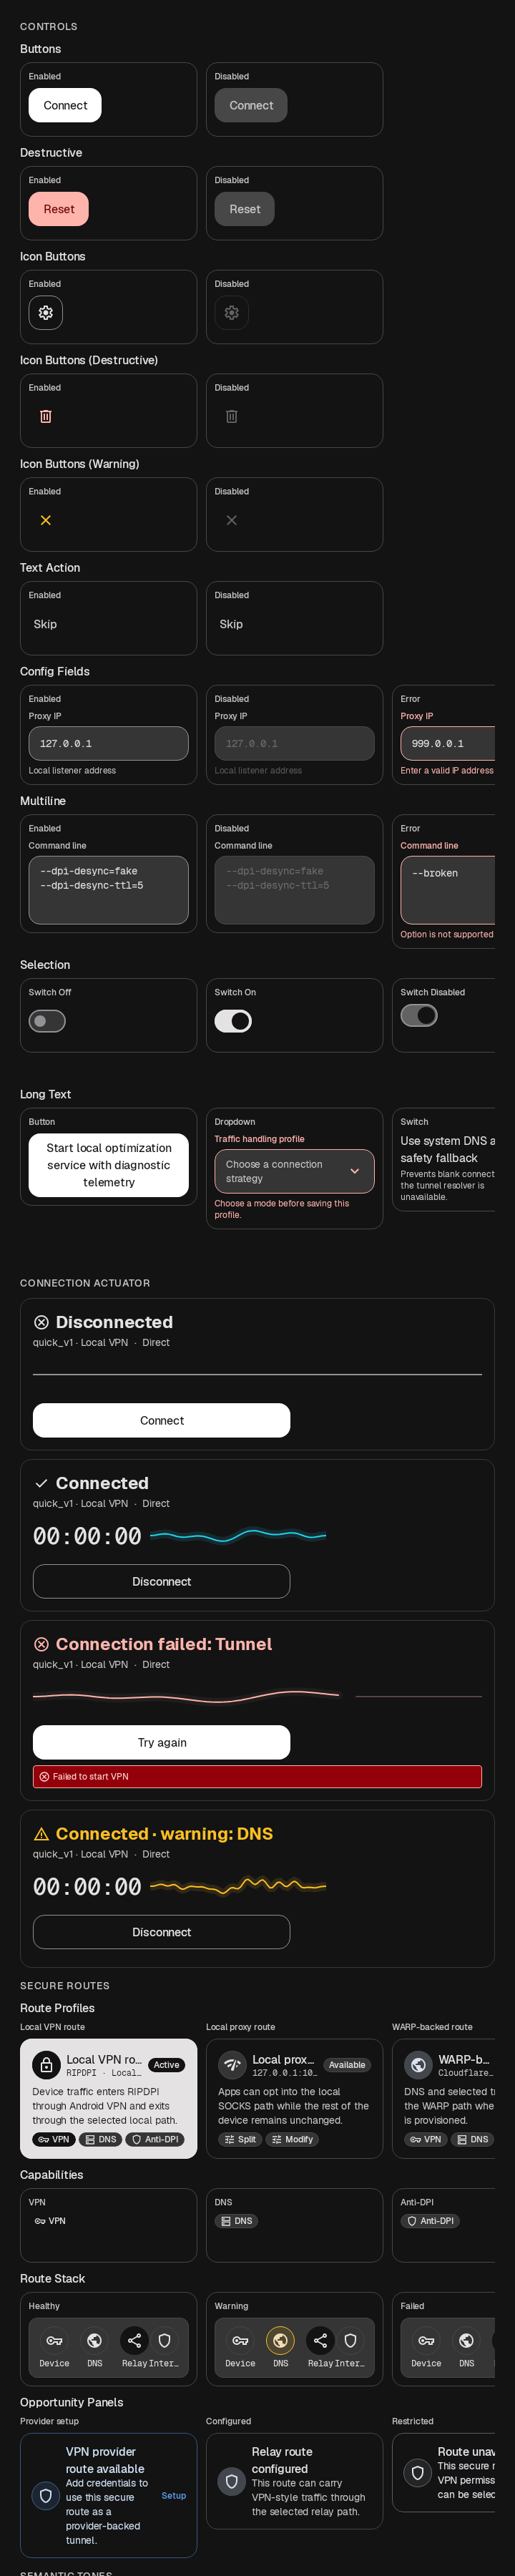 CONTROLS
Buttons
Enabled
Connect
Disabled
Connect
Destructive
Enabled
Reset
Disabled
Reset
Icon Buttons
Enabled
Disabled
Icon Buttons (Destructive)
Enabled
Disabled
Icon Buttons (Warning)
Enabled
Disabled
Text Action
Enabled
Skip
Disabled
Skip
Config Fields
Enabled
Proxy IP
127.0.0.1
Local listener address
Disabled
Proxy IP
127.0.0.1
Local listener address
Error
Proxy IP
999.0.0.1
Enter a valid IP address
Multiline
Enabled
Command line
--dpi-desync=fake
--dpi-desync-ttl=5
Disabled
Command line
--dpi-desync=fake
--dpi-desync-ttl=5
Error
Command line
--broken
Option is not supported
Selection
Switch Off
Switch On
Switch Disabled
Long Text
Button
Start local optimization
service with diagnostic
telemetry
Dropdown
Traffic handling profile
Choose a connection
strategy
Choose a mode before saving this
profile.
Switch
Use system DNS a
safety fallback
Prevents blank connect
the tunnel resolver is
unavailable.
CONNECTION ACTUATOR
Disconnected
quick_v1 · Local VPN · Direct
Connect
Connected
quick_v1 · Local VPN · Direct
00:00:00
Disconnect
Connection failed: Tunnel
quick_v1 · Local VPN · Direct
Try again
Failed to start VPN
Connected · warning: DNS
quick_v1 · Local VPN · Direct
00:00:00
Disconnect
SECURE ROUTES
Route Profiles
Local VPN route
Local VPN ro…
RIPDPI · Local…
Active
Device traffic enters RIPDPI
through Android VPN and exits
through the selected local path.
VPN
DNS
Anti-DPI
Local proxy route
Local prox…
127.0.0.1:10…
Available
Apps can opt into the local
SOCKS path while the rest of the
device remains unchanged.
Split
Modify
WARP-backed route
WARP-b…
Cloudflare…
DNS and selected t
the WARP path whe
is provisioned.
VPN
DNS
Capabilities
VPN
VPN
DNS
DNS
Anti-DPI
Anti-DPI
Route Stack
Healthy
Device
DNS
Relay
Inter…
Warning
Device
DNS
Relay
Inter…
Failed
Device
DNS
Opportunity Panels
Provider setup
VPN provider
route available
Add credentials to
use this secure
route as a
provider-backed
tunnel.
Setup
Configured
Relay route
configured
This route can carry
VPN-style traffic through
the selected relay path.
Restricted
Route unav
This secure r
VPN permiss
can be selec
SEMANTIC TONES